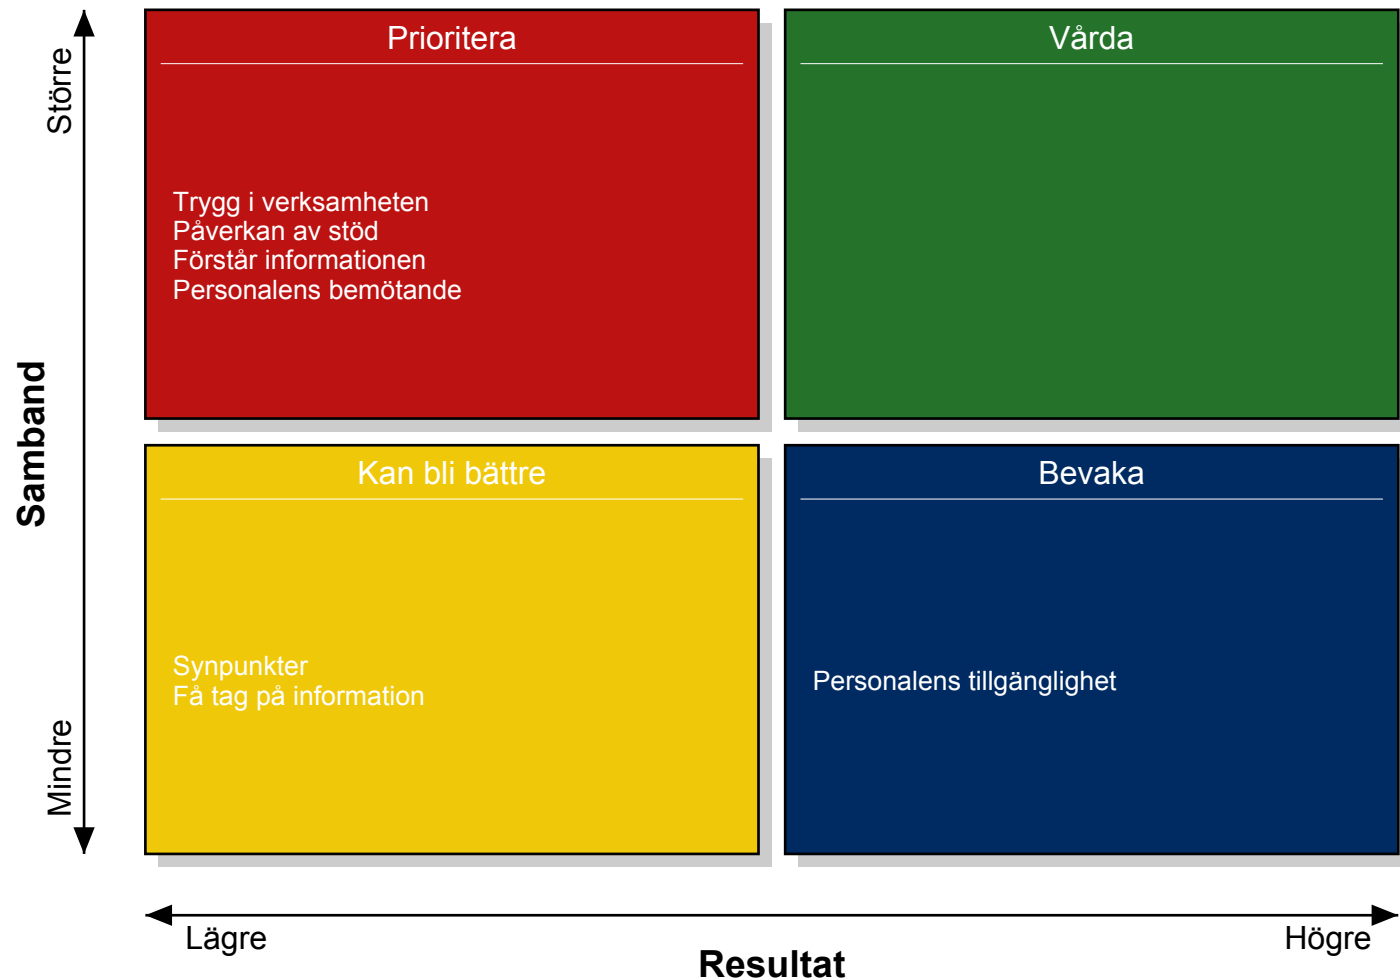 Större
Samband
Mindre
Prioritera
Trygg i verksamheten
Påverkan av stöd
Förstår informationen
Personalens bemötande
Vårda
Kan bli bättre
Synpunkter
Få tag på information
Bevaka
Personalens tillgänglighet
Lägre
Resultat
Högre